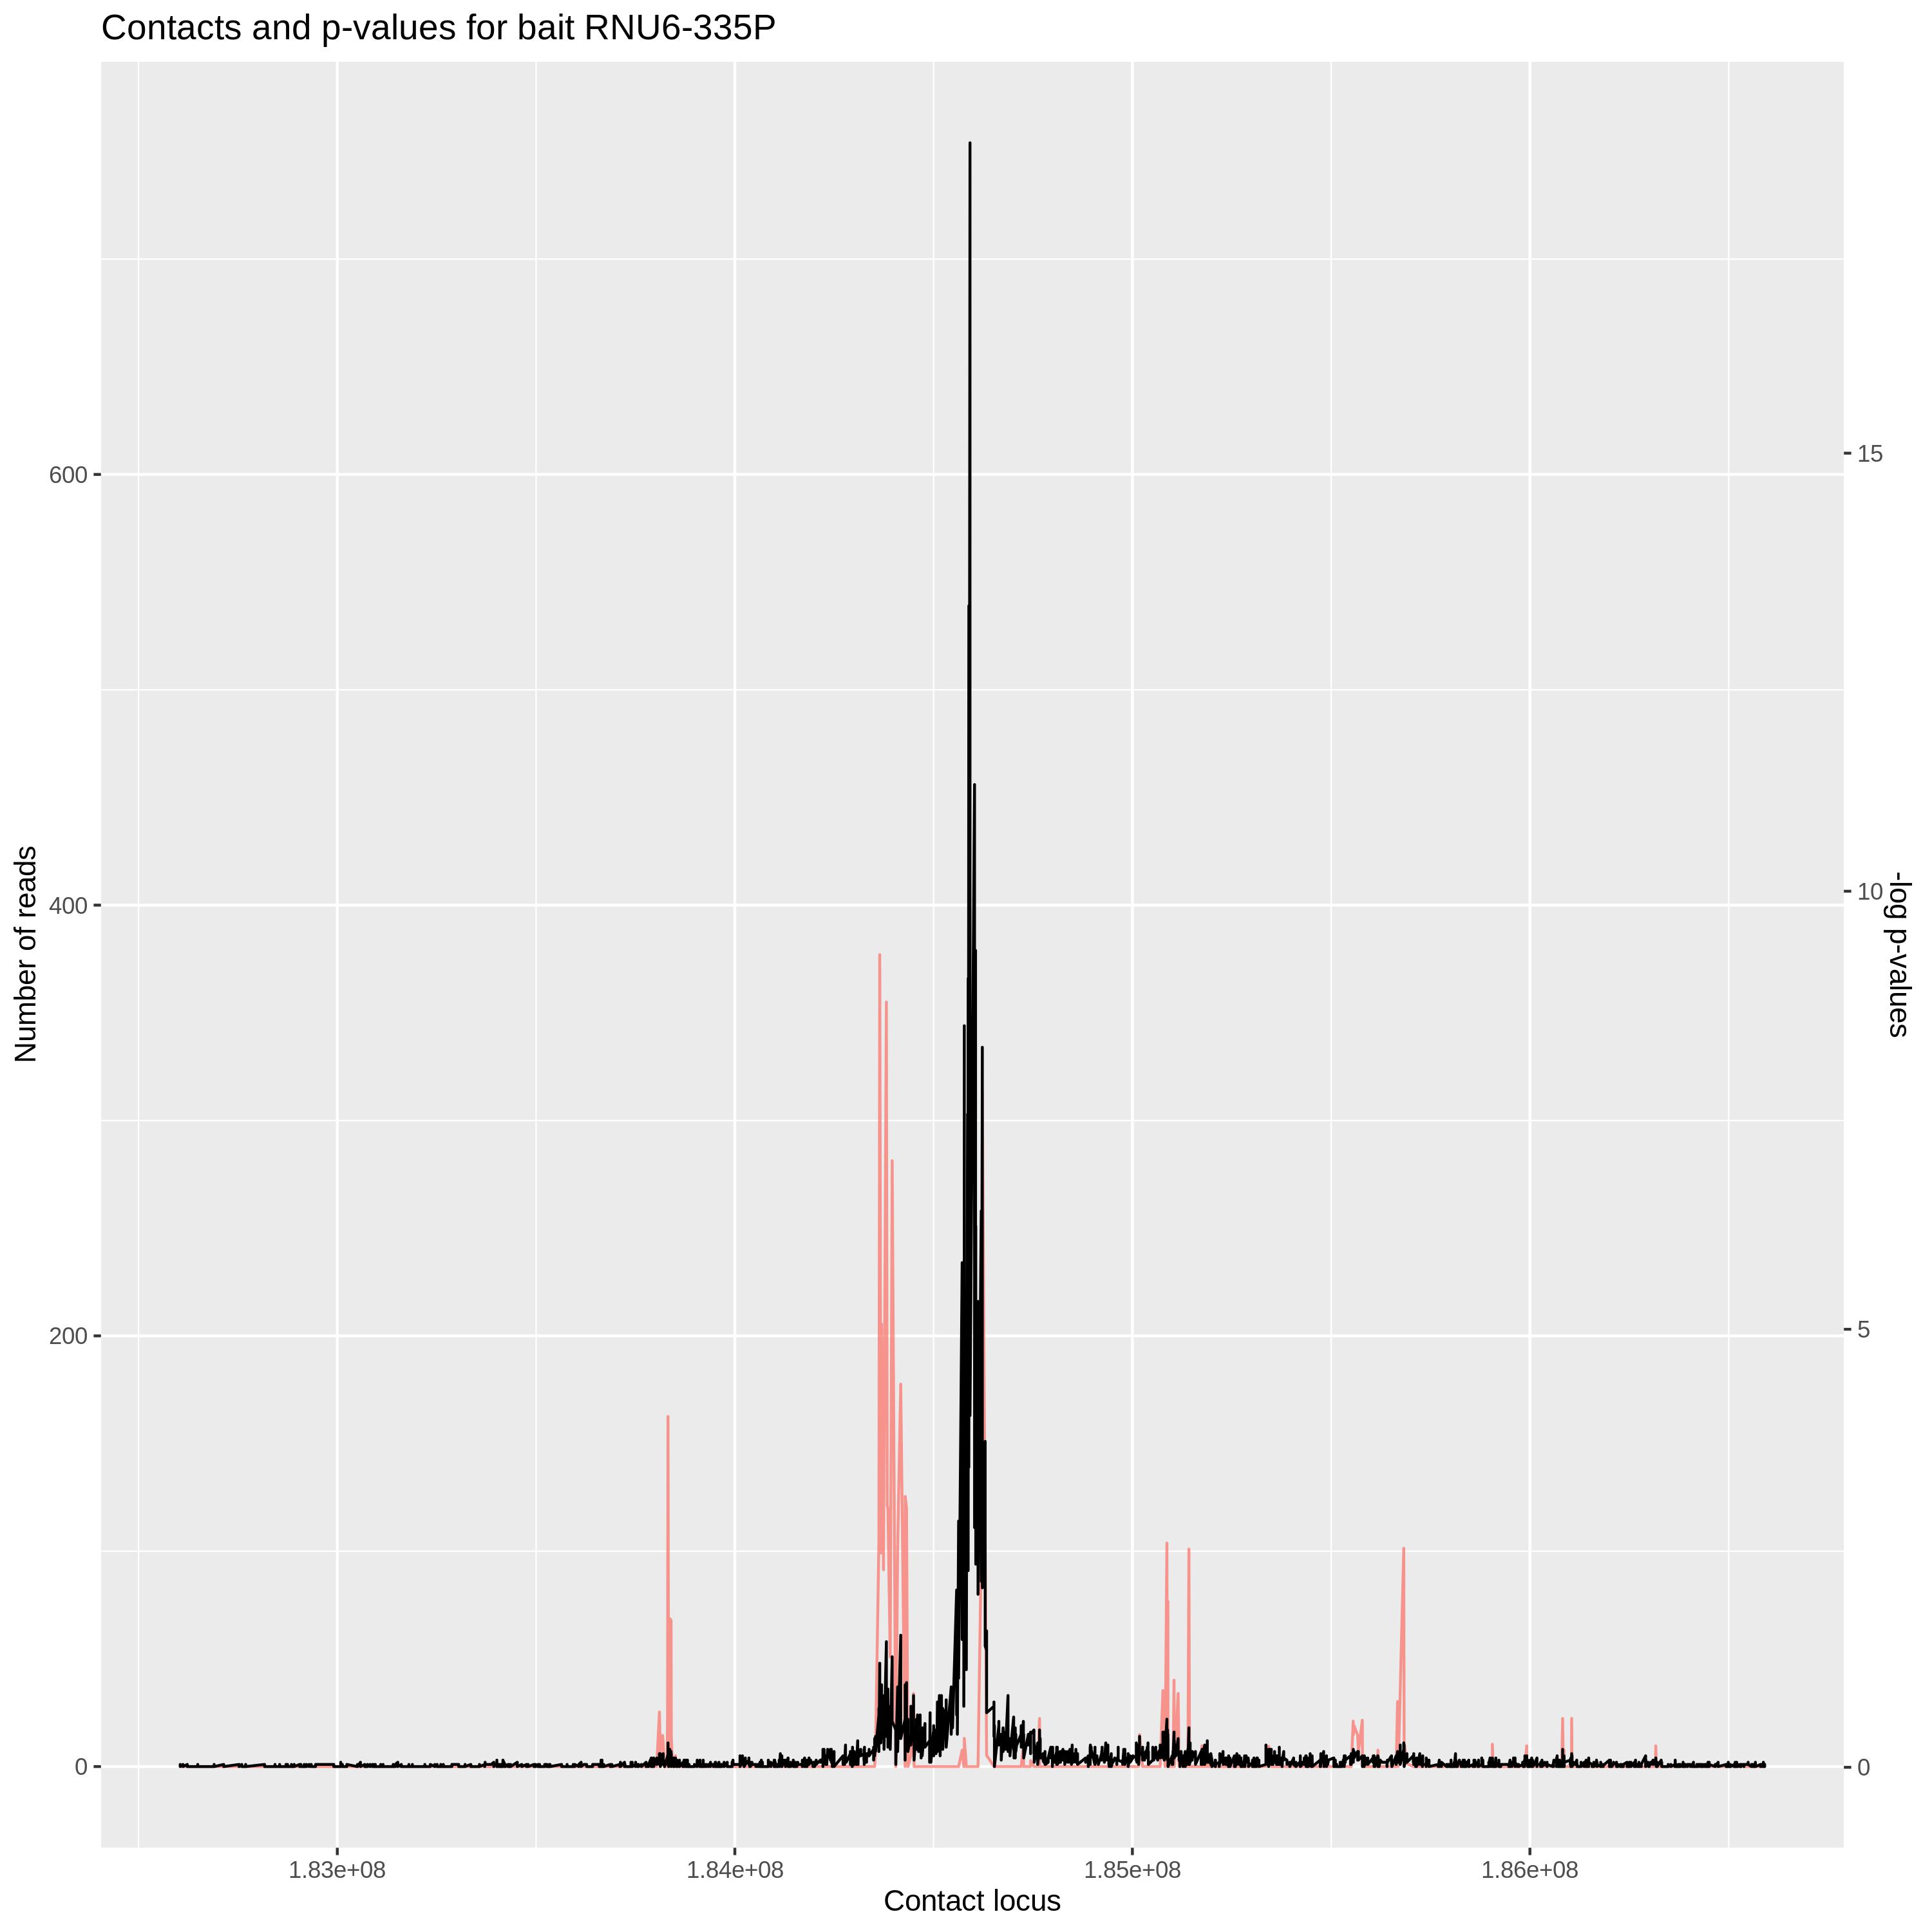 Contacts and p-values for bait RNU6-335P
Number of reads
600
400
200
0
15
10
5
0
-log p-values
1.83e+08
1.84e+08
1.85e+08
1.86e+08
Contact locus